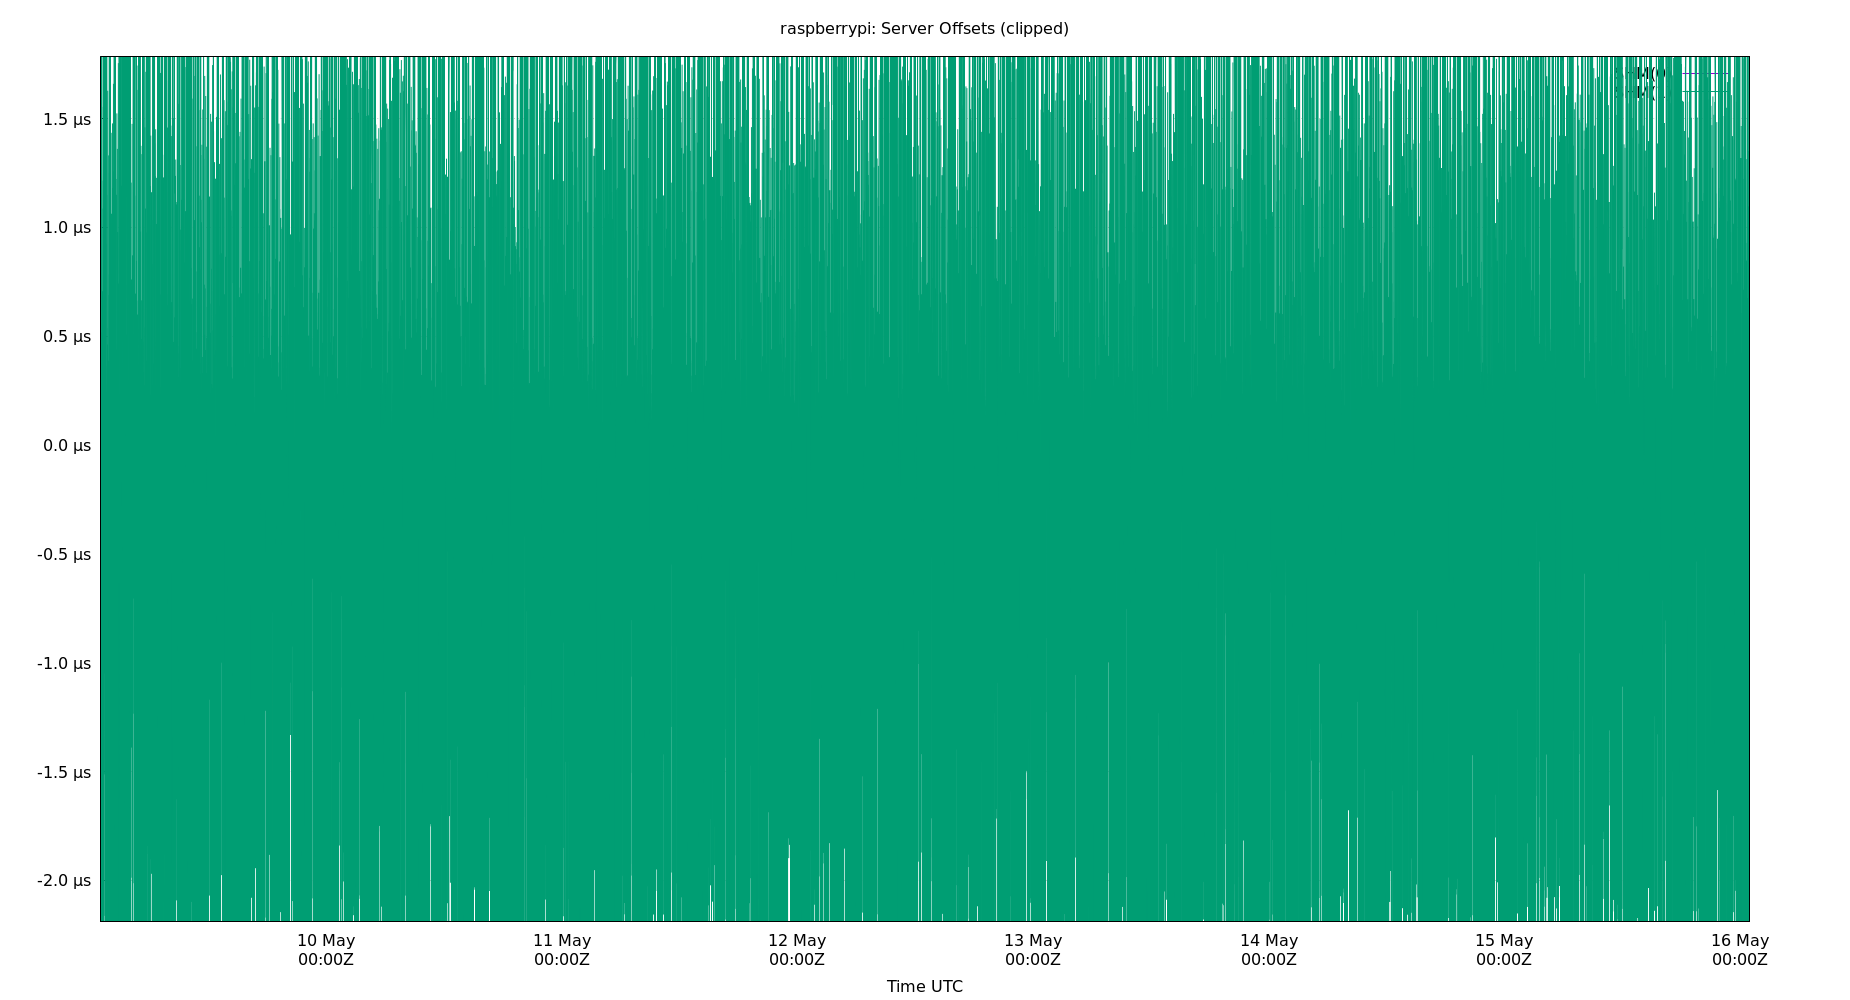 raspberrypi: Server Offsets (clipped)
1.5 µs
1.0 µs
0.5 µs
0.0 µs
-0.5 µs
-1.0 µs
-1.5 µs
-2.0 µs
10 May 11 May 12 May 13 May 14 May 15 May 16 May
00:00Z 00:00Z 00:00Z 00:00Z 00:00Z 00:00Z 00:00Z
Time UTC